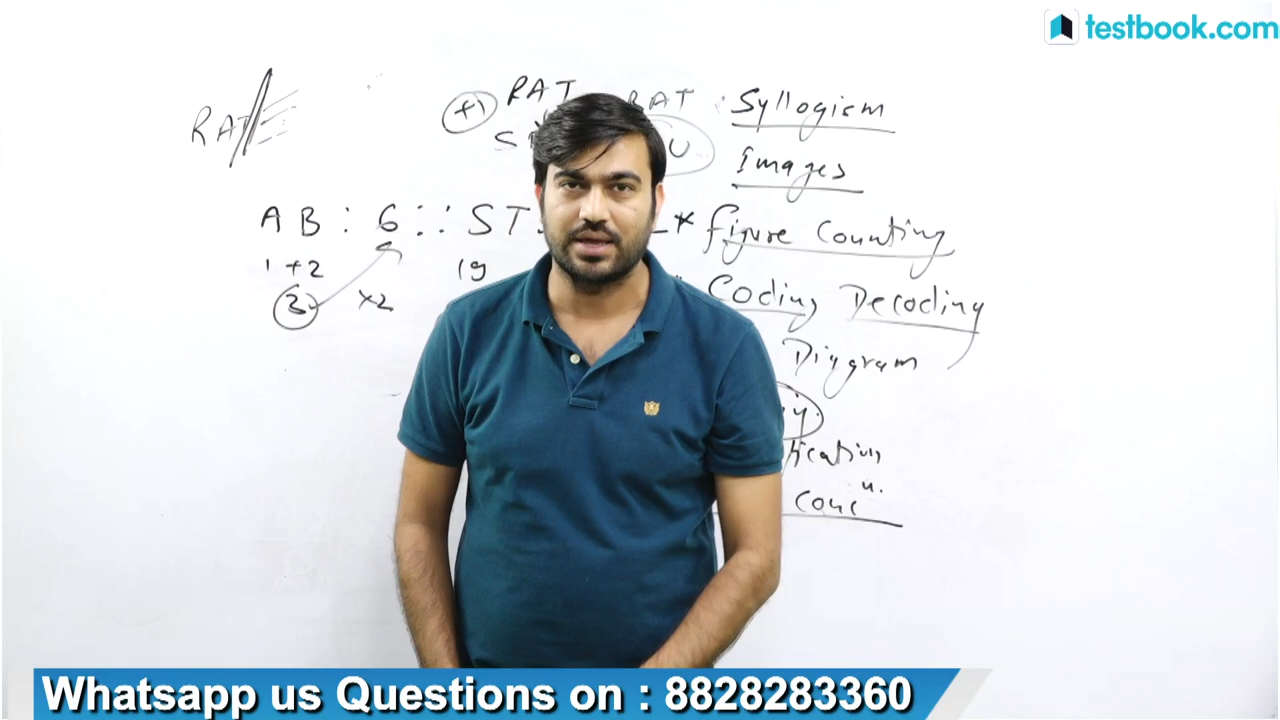 testbook.com
RAT
+1 RAT RAT
S U
Syllogism
Images
AB : 6 :: ST
* figure counting
1 +2 19
3 ×2
Coding Decoding
Diagram
conc
Whatsapp us Questions on : 8828283360